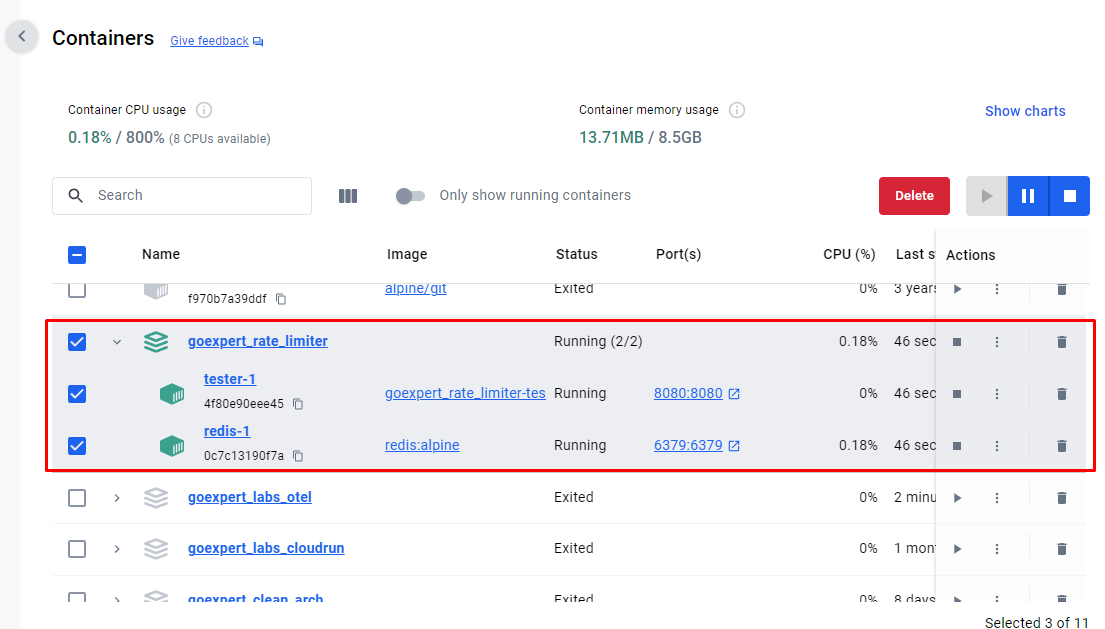 Containers Give feedback
Container CPU usage
0.18% / 800% (8 CPUs available)
Container memory usage
13.71MB / 8.5GB
Show charts
Search
Only show running containers
Delete
Name Image Status Port(s) CPU (%) Last s Actions
f970b7a39ddf alpine/git Exited 0% 3 years
goexpert_rate_limiter Running (2/2) 0.18% 46 sec
tester-1
4f80e90eee45 goexpert_rate_limiter-tes Running 8080:8080 0% 46 sec
redis-1
0c7c13190f7a redis:alpine Running 6379:6379 0.18% 46 sec
goexpert_labs_otel Exited 0% 2 minu
goexpert_labs_cloudrun Exited 0% 1 mon
goexpert_clean_arch Exited 0% 8 days
Selected 3 of 11